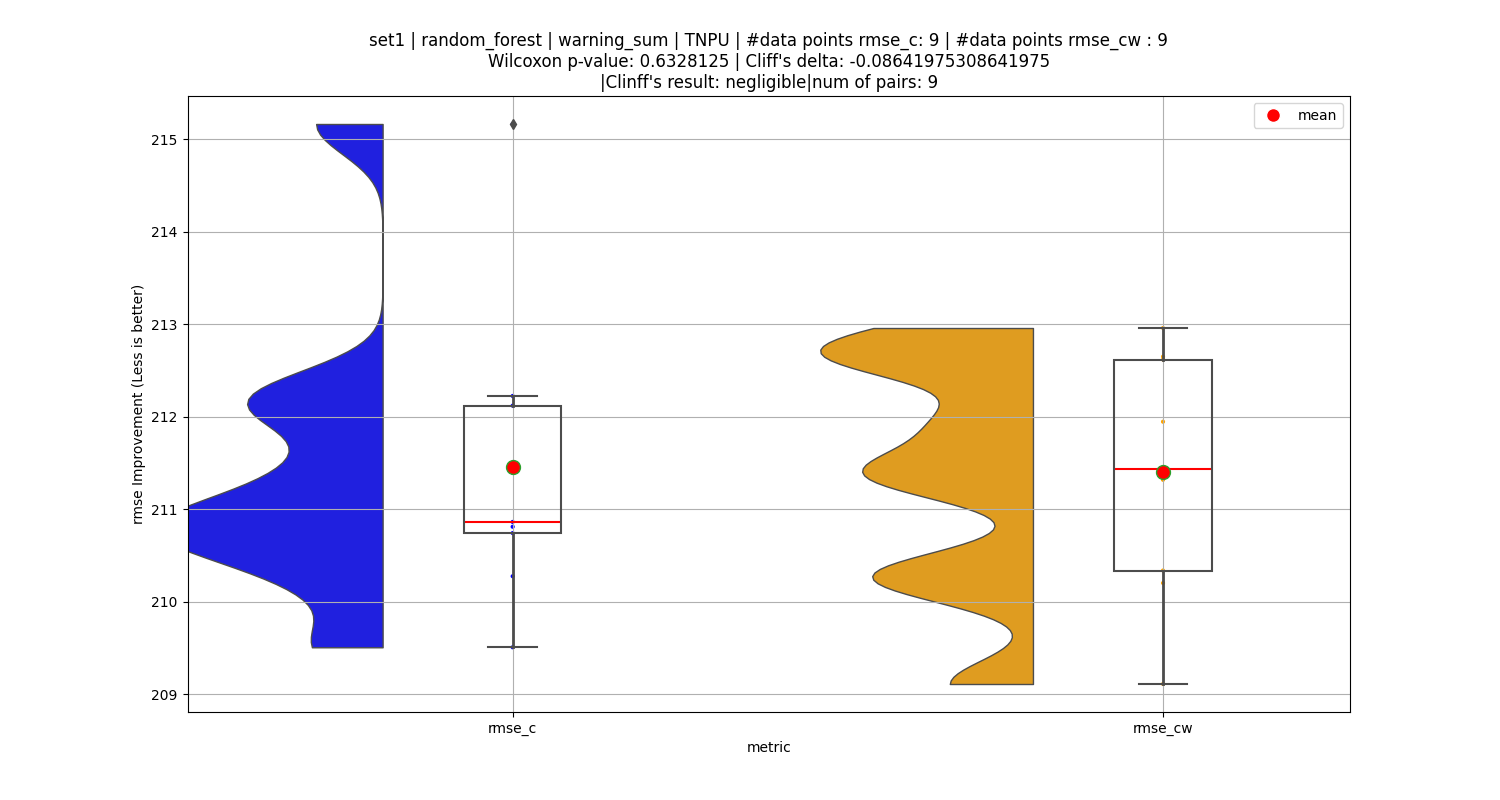 set1 | random_forest | warning_sum | TNPU | #data points rmse_c: 9 | #data points rmse_cw : 9
Wilcoxon p-value: 0.6328125 | Cliff's delta: -0.08641975308641975
|Clinff's result: negligible|num of pairs: 9
mean
215
214
213
212
211
210
209
rmse Improvement (Less is better)
rmse_c
rmse_cw
metric